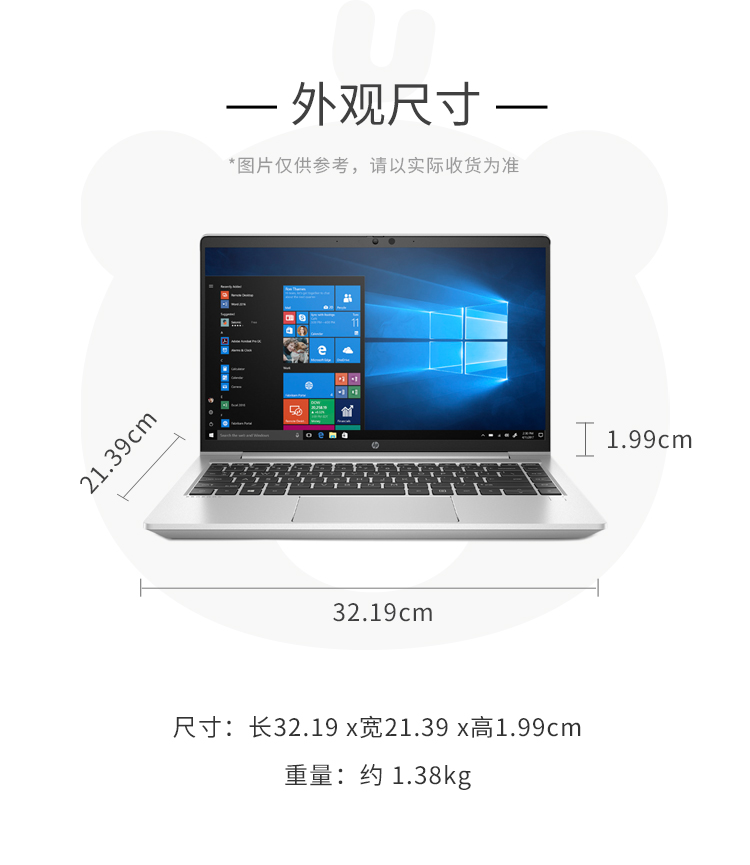 外观尺寸
*图片仅供参考，请以实际收货为准
21.39cm
1.99cm
hp
32.19cm
尺寸：长32.19 x宽21.39 x高1.99cm
重量：约 1.38kg